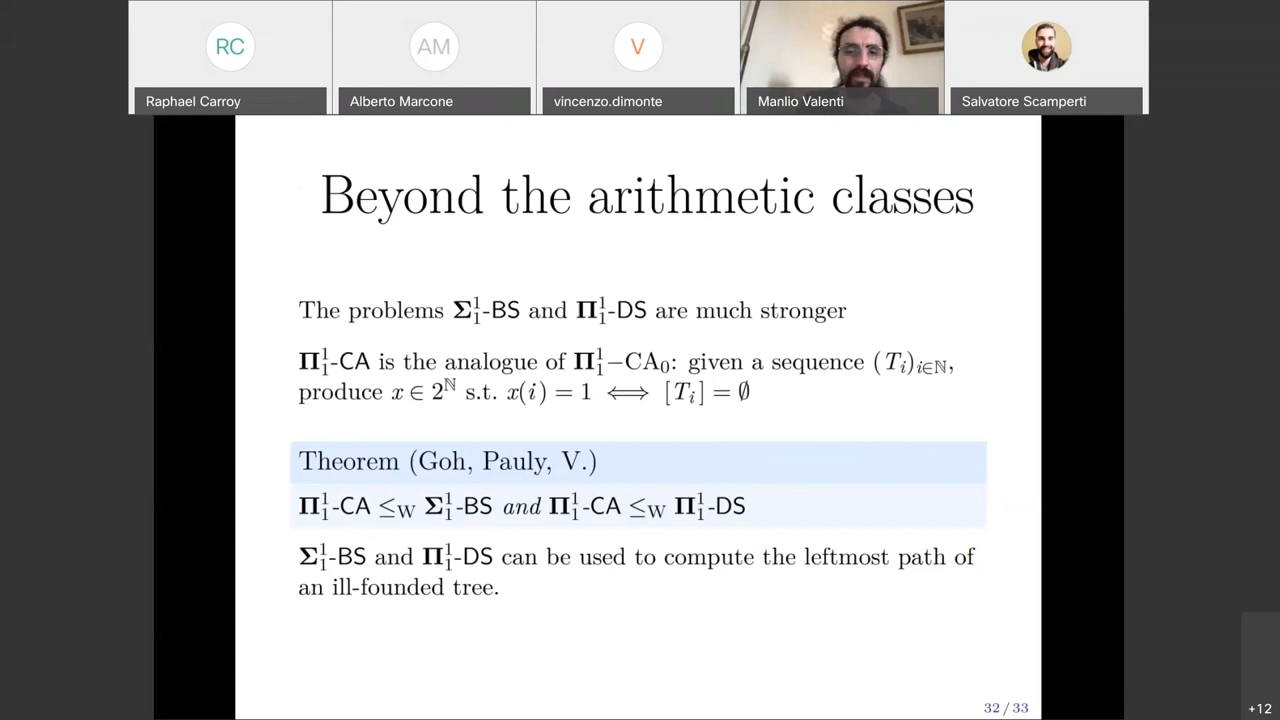 RC
AM
V
Raphael Carroy
Alberto Marcone
vincenzo.dimonte
Manlio Valenti
Salvatore Scamperti
Beyond the arithmetic classes
The problems Σ¹₁-BS and Π¹₁-DS are much stronger
Π¹₁-CA is the analogue of Π¹₁−CA₀: given a sequence (Tᵢ)ᵢ∈ℕ,
produce x ∈ 2^ℕ s.t. x(i) = 1 ⟺ [Tᵢ] = ∅
Theorem (Goh, Pauly, V.)
Π¹₁-CA ≤_W Σ¹₁-BS and Π¹₁-CA ≤_W Π¹₁-DS
Σ¹₁-BS and Π¹₁-DS can be used to compute the leftmost path of
an ill-founded tree.
32 / 33
+12